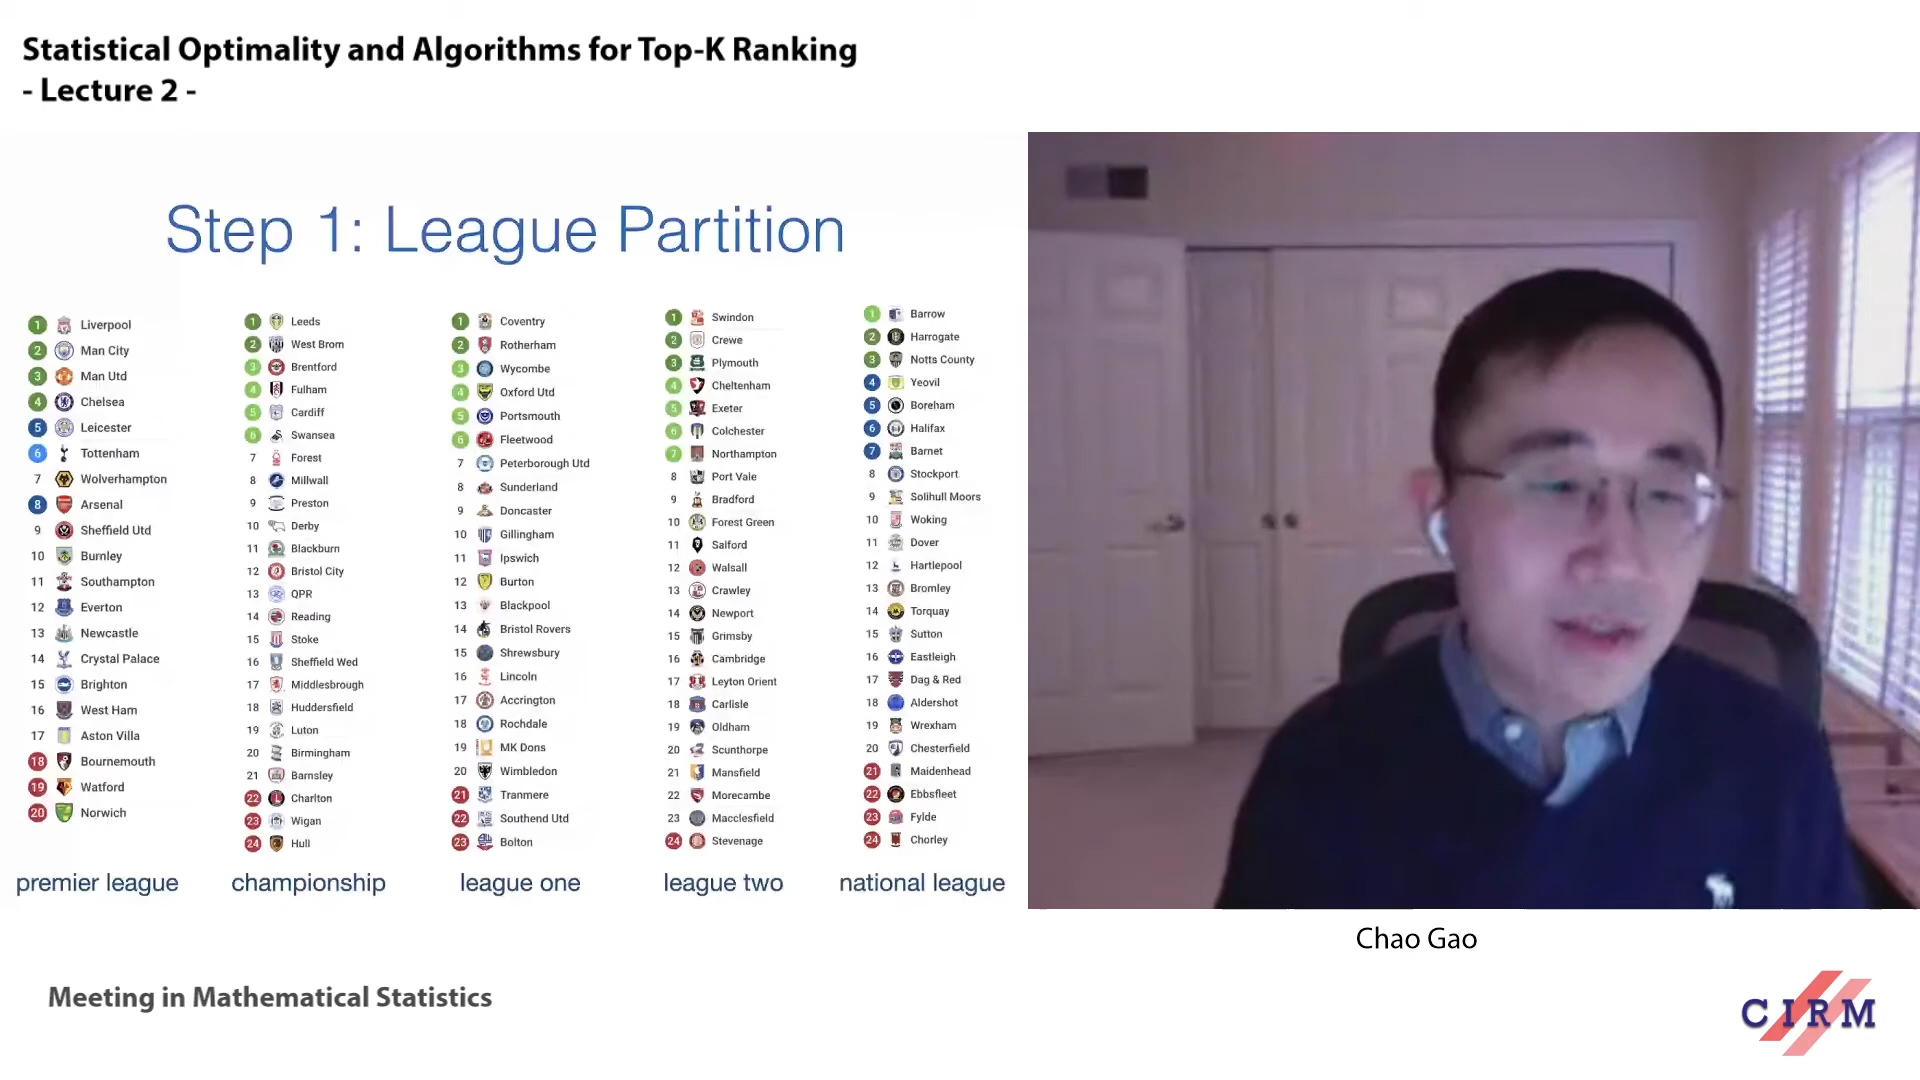 Statistical Optimality and Algorithms for Top-K Ranking
- Lecture 2 -
Step 1: League Partition
1 Liverpool
2 Man City
3 Man Utd
4 Chelsea
5 Leicester
6 Tottenham
7 Wolverhampton
8 Arsenal
9 Sheffield Utd
10 Burnley
11 Southampton
12 Everton
13 Newcastle
14 Crystal Palace
15 Brighton
16 West Ham
17 Aston Villa
18 Bournemouth
19 Watford
20 Norwich
premier league
1 Leeds
2 West Brom
3 Brentford
4 Fulham
5 Cardiff
6 Swansea
7 Forest
8 Millwall
9 Preston
10 Derby
11 Blackburn
12 Bristol City
13 QPR
14 Reading
15 Stoke
16 Sheffield Wed
17 Middlesbrough
18 Huddersfield
19 Luton
20 Birmingham
21 Barnsley
22 Charlton
23 Wigan
24 Hull
championship
1 Coventry
2 Rotherham
3 Wycombe
4 Oxford Utd
5 Portsmouth
6 Fleetwood
7 Peterborough Utd
8 Sunderland
9 Doncaster
10 Gillingham
11 Ipswich
12 Burton
13 Blackpool
14 Bristol Rovers
15 Shrewsbury
16 Lincoln
17 Accrington
18 Rochdale
19 MK Dons
20 Wimbledon
21 Tranmere
22 Southend Utd
23 Bolton
league one
1 Swindon
2 Crewe
3 Plymouth
4 Cheltenham
5 Exeter
6 Colchester
7 Northampton
8 Port Vale
9 Bradford
10 Forest Green
11 Salford
12 Walsall
13 Crawley
14 Newport
15 Grimsby
16 Cambridge
17 Leyton Orient
18 Carlisle
19 Oldham
20 Scunthorpe
21 Mansfield
22 Morecambe
23 Macclesfield
24 Stevenage
league two
1 Barrow
2 Harrogate
3 Notts County
4 Yeovil
5 Boreham
6 Halifax
7 Barnet
8 Stockport
9 Solihull Moors
10 Woking
11 Dover
12 Hartlepool
13 Bromley
14 Torquay
15 Sutton
16 Eastleigh
17 Dag & Red
18 Aldershot
19 Wrexham
20 Chesterfield
21 Maidenhead
22 Ebbsfleet
23 Fylde
24 Chorley
national league
Chao Gao
Meeting in Mathematical Statistics
CIRM